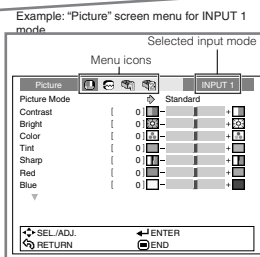 Example: “Picture” screen menu for INPUT 1
mode
Selected input mode
Menu icons
Picture INPUT 1
Picture Mode Standard
Contrast [ 0 ] – +
Bright [ 0 ] – +
Color [ 0 ] – +
Tint [ 0 ] – +
Sharp [ 0 ] – +
Red [ 0 ] – +
Blue [ 0 ] – +
SEL./ADJ. ENTER
RETURN END